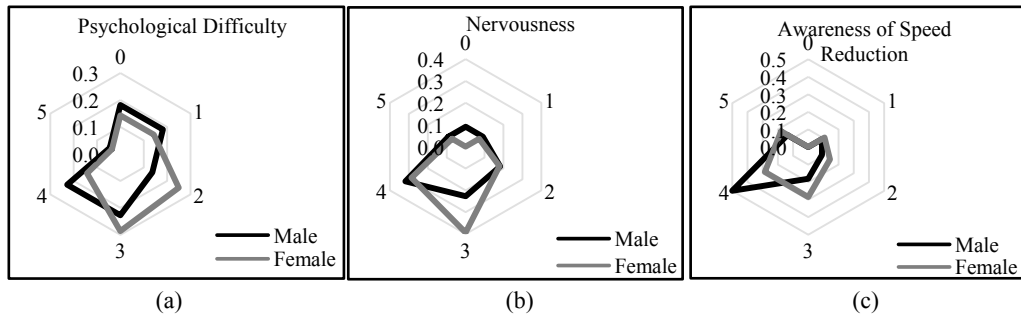 Psychological Difficulty
0
0.3
0.2
0.1
0.0
1
2
3
4
5
Male
Female
(a)
Nervousness
0
0.4
0.3
0.2
0.1
0.0
1
2
3
4
5
Male
Female
(b)
Awareness of Speed
Reduction
0
0.5
0.4
0.3
0.2
0.1
0.0
1
2
3
4
5
Male
Female
(c)